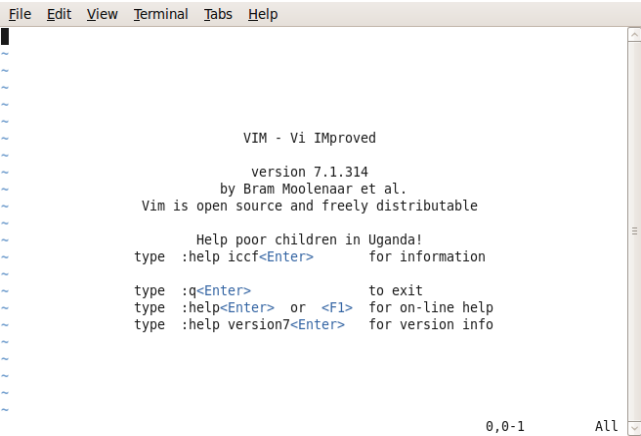 File Edit View Terminal Tabs Help
~
~
~
~
~
~
VIM - Vi IMproved
~
~
version 7.1.314
~
by Bram Moolenaar et al.
~
Vim is open source and freely distributable
~
~
Help poor children in Uganda!
~
type :help iccf<Enter> for information
~
~
type :q<Enter> to exit
~
type :help<Enter> or <F1> for on-line help
~
type :help version7<Enter> for version info
~
~
~
~
~
0,0-1 All